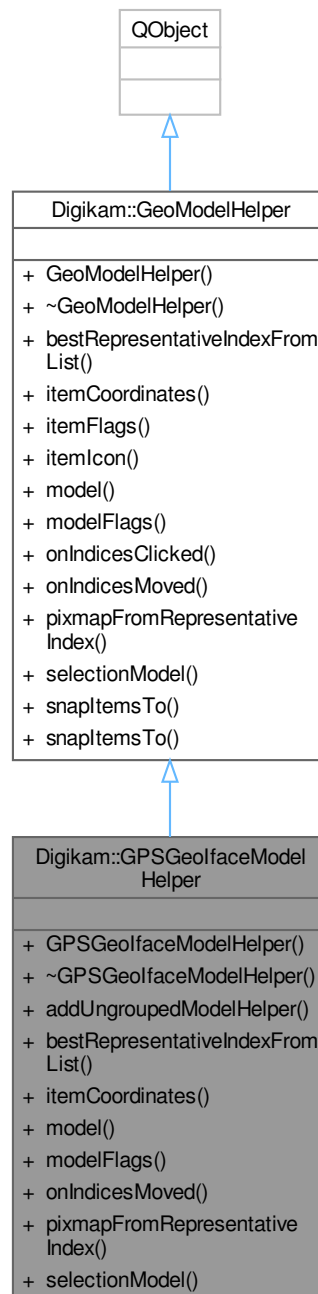 QObject
Digikam::GeoModelHelper
+ GeoModelHelper()
+ ~GeoModelHelper()
+ bestRepresentativeIndexFrom
List()
+ itemCoordinates()
+ itemFlags()
+ itemIcon()
+ model()
+ modelFlags()
+ onIndicesClicked()
+ onIndicesMoved()
+ pixmapFromRepresentative
Index()
+ selectionModel()
+ snapItemsTo()
+ snapItemsTo()
Digikam::GPSGeoIfaceModel
Helper
+ GPSGeoIfaceModelHelper()
+ ~GPSGeoIfaceModelHelper()
+ addUngroupedModelHelper()
+ bestRepresentativeIndexFrom
List()
+ itemCoordinates()
+ model()
+ modelFlags()
+ onIndicesMoved()
+ pixmapFromRepresentative
Index()
+ selectionModel()